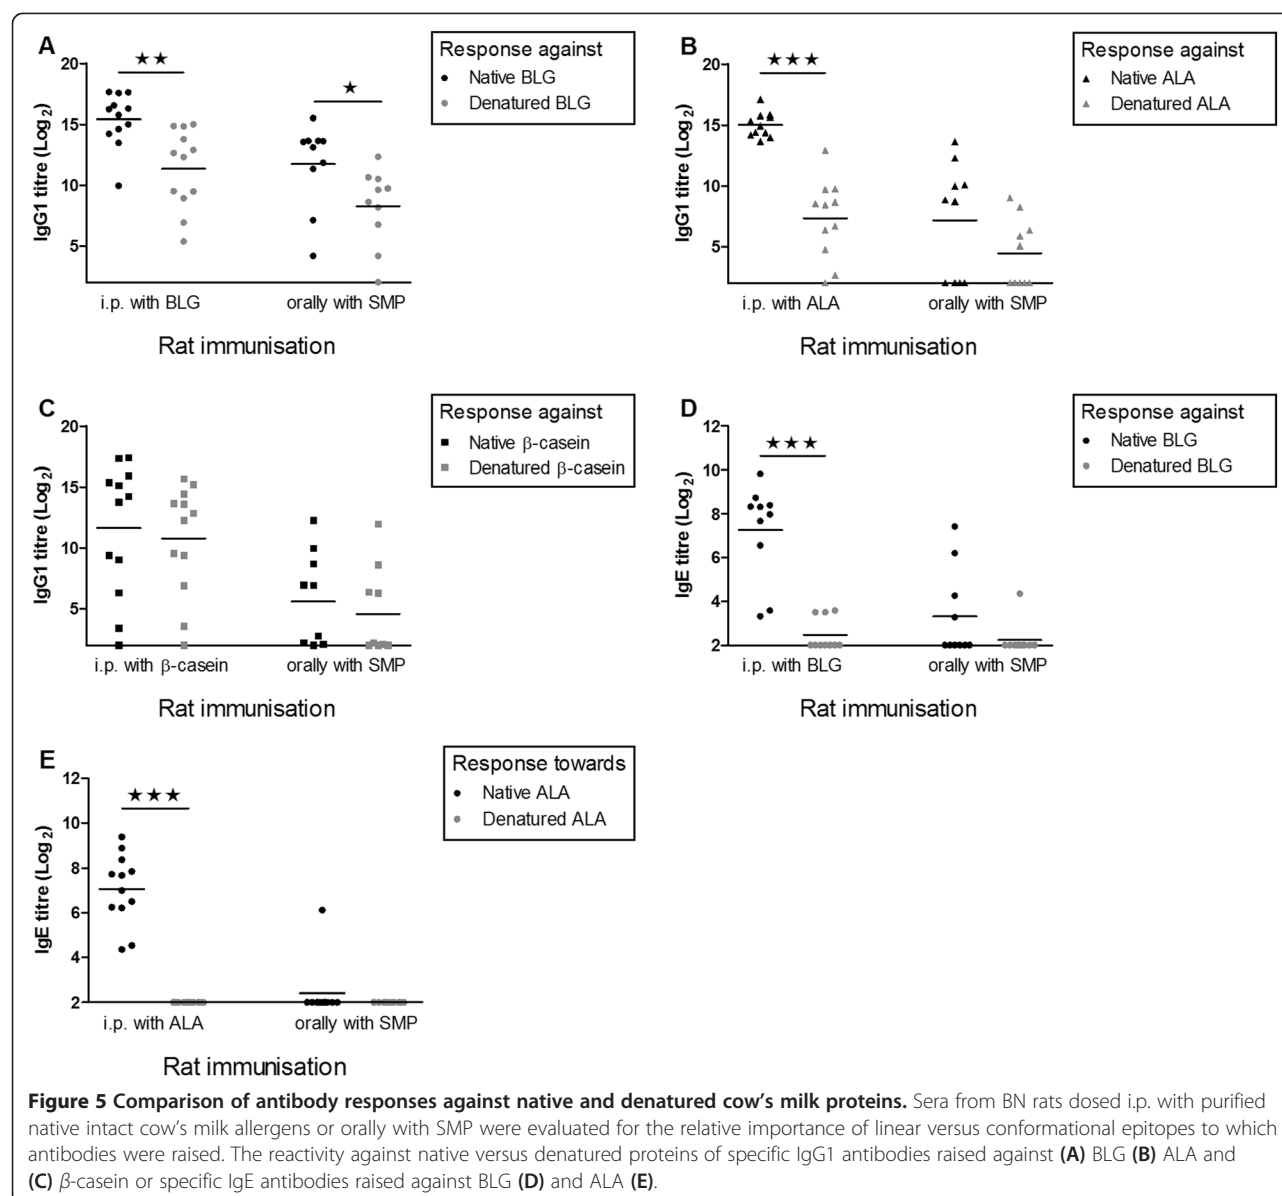 A
Response against
Native BLG
Denatured BLG
★★
★
20
15
10
5
IgG1 titre (Log2)
i.p. with BLG orally with SMP
Rat immunisation
B
Response against
Native ALA
Denatured ALA
★★★
20
15
10
5
IgG1 titre (Log2)
i.p. with ALA orally with SMP
Rat immunisation
C
Response against
Native β-casein
Denatured β-casein
20
15
10
5
IgG1 titre (Log2)
i.p. with β-casein orally with SMP
Rat immunisation
D
Response against
Native BLG
Denatured BLG
★★★
12
10
8
6
4
2
IgE titre (Log2)
i.p. with BLG orally with SMP
Rat immunisation
E
Response towards
Native ALA
Denatured ALA
★★★
12
10
8
6
4
2
IgE titre (Log2)
i.p. with ALA orally with SMP
Rat immunisation
Figure 5 Comparison of antibody responses against native and denatured cow's milk proteins. Sera from BN rats dosed i.p. with purified
native intact cow's milk allergens or orally with SMP were evaluated for the relative importance of linear versus conformational epitopes to which
antibodies were raised. The reactivity against native versus denatured proteins of specific IgG1 antibodies raised against (A) BLG (B) ALA and
(C) β-casein or specific IgE antibodies raised against BLG (D) and ALA (E).